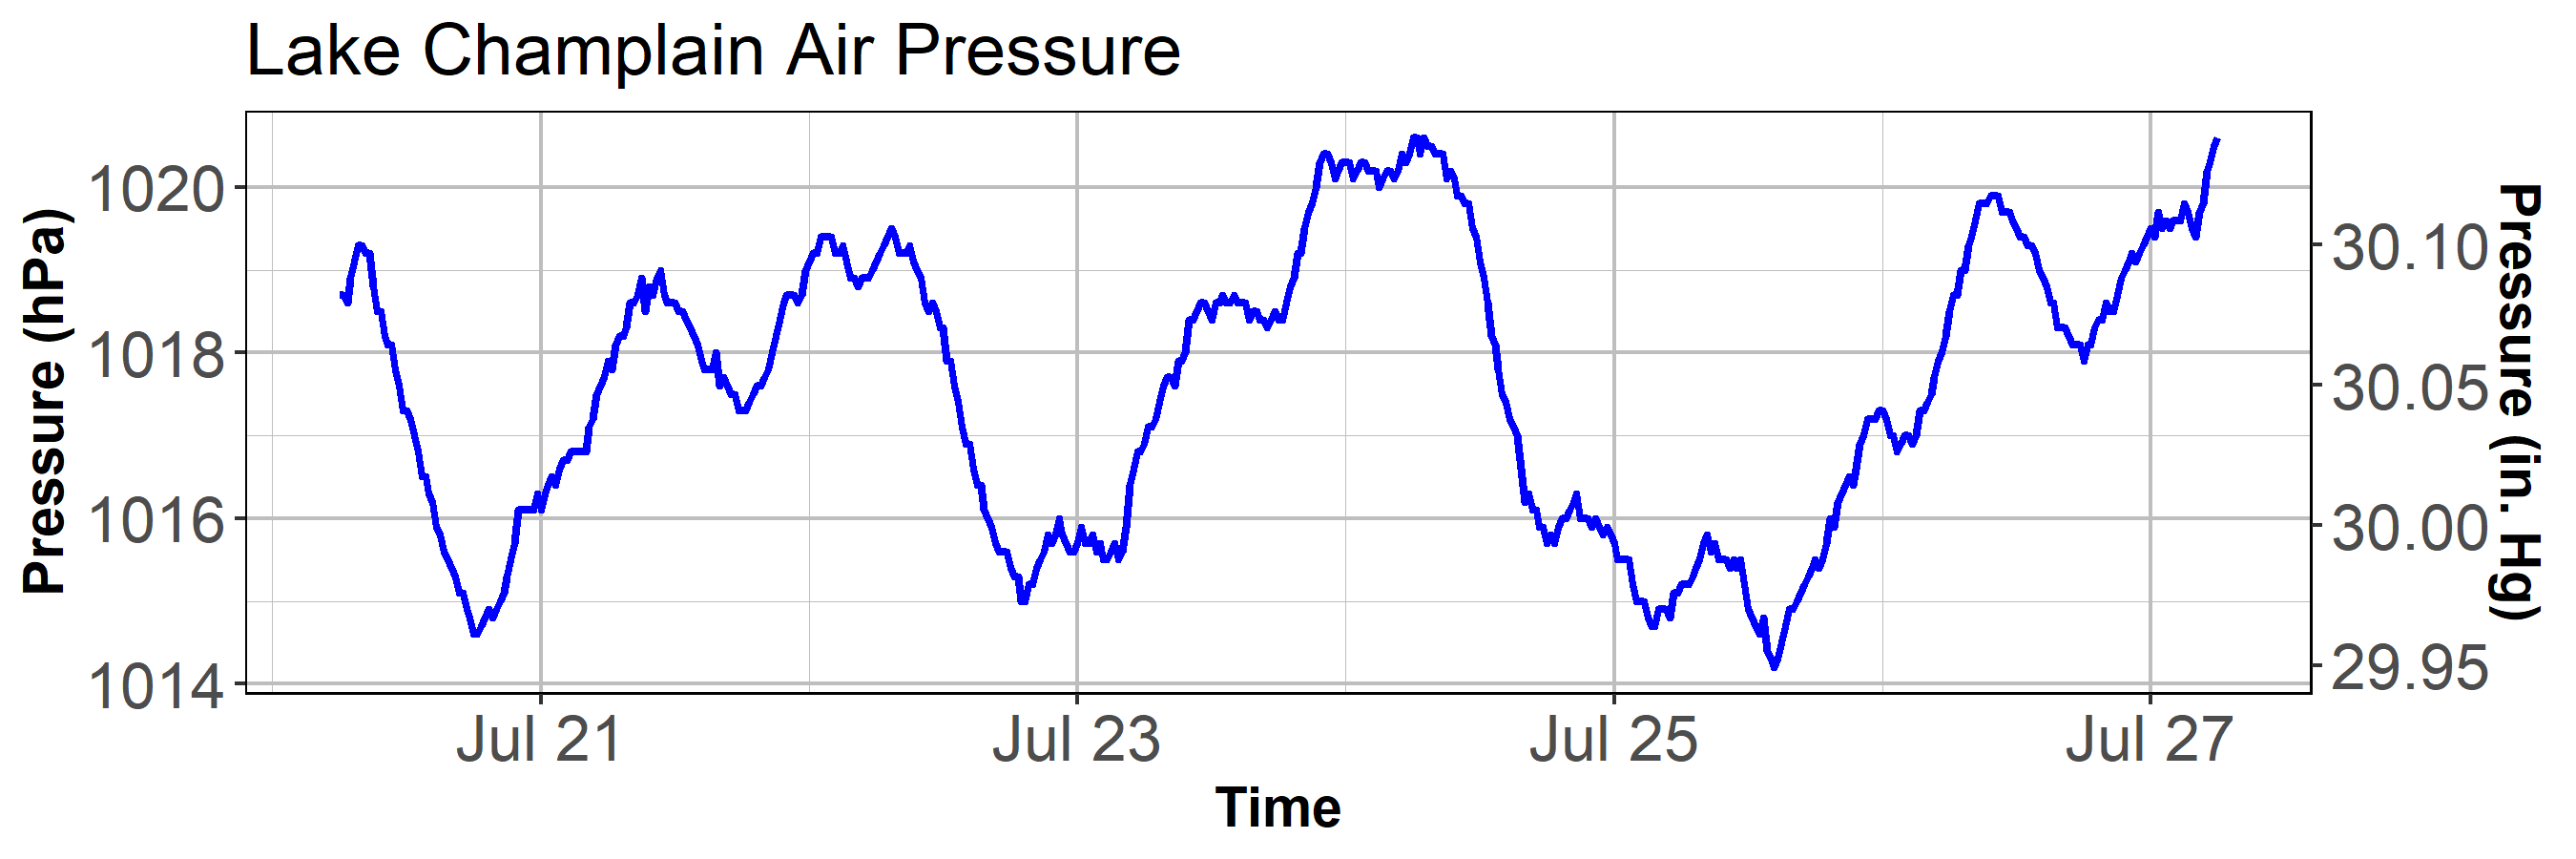 Lake Champlain Air Pressure
Pressure (hPa)
1020
1018
1016
1014
30.10
30.05
30.00
29.95
Pressure (in. Hg)
Jul 21 Jul 23 Jul 25 Jul 27
Time